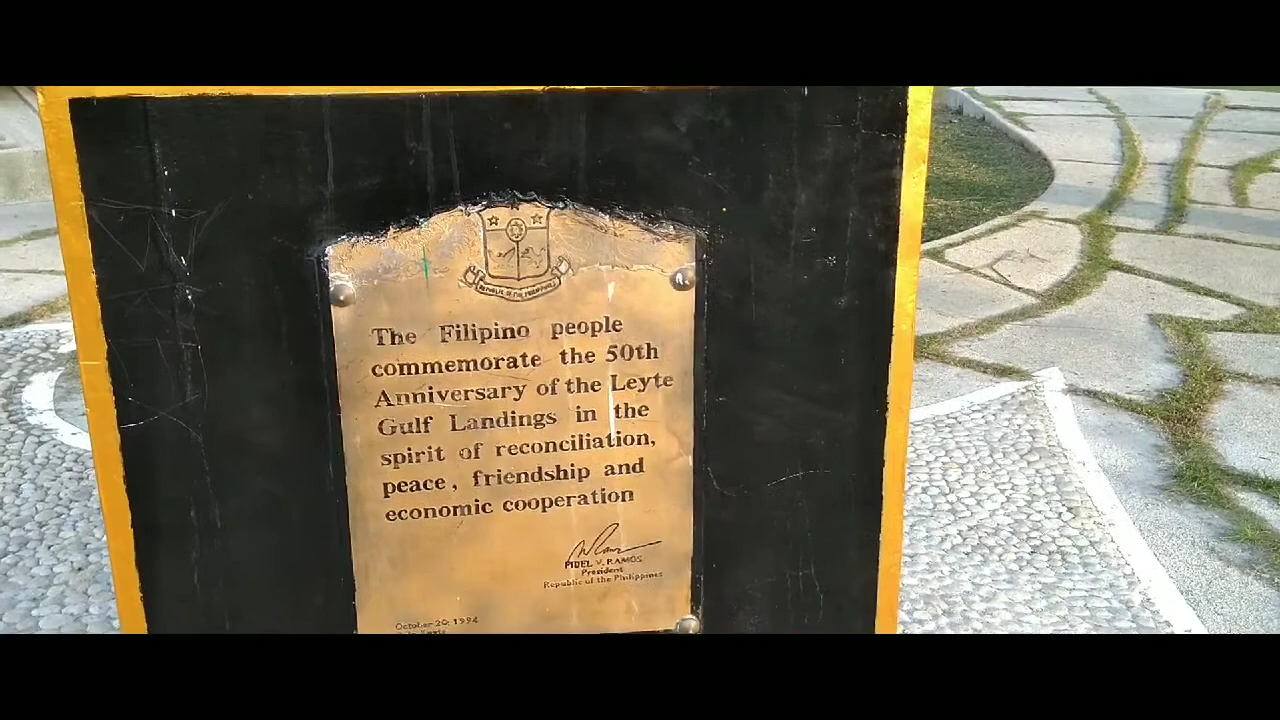 REPUBLIC OF THE PHILIPPINES
The Filipino people
commemorate the 50th
Anniversary of the Leyte
Gulf Landings in the
spirit of reconciliation,
peace, friendship and
economic cooperation
FIDEL V. RAMOS
President
Republic of the Philippines
October 20, 1994